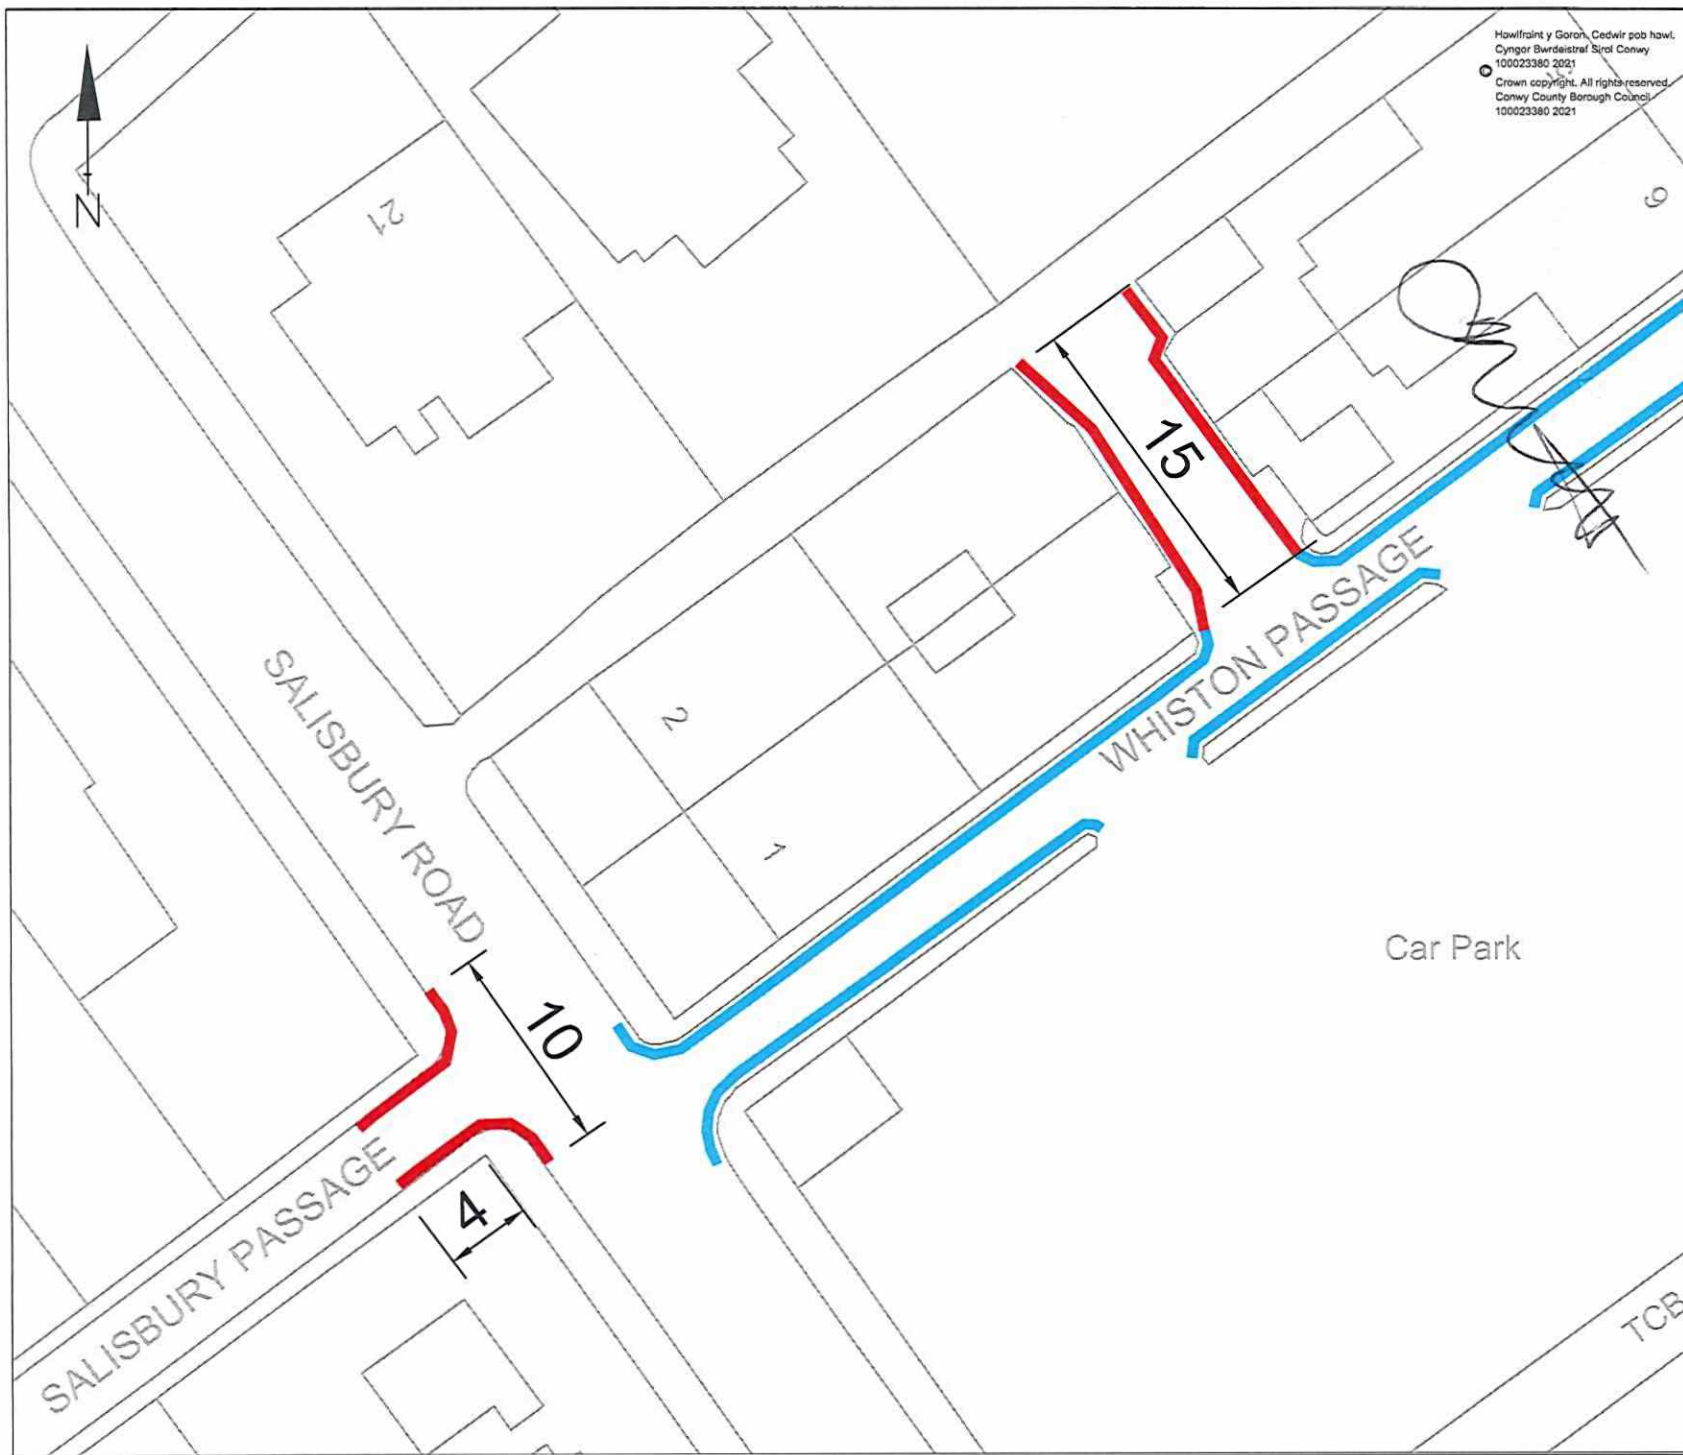 Hawlfraint y Goron. Cedwir pob hawl.
Cyngor Bwrdeistref Sirol Conwy
100023380 2021
© Crown copyright. All rights reserved.
Conwy County Borough Council
100023380 2021
N
21
9
15
WHISTON PASSAGE
2
1
SALISBURY ROAD
10
Car Park
4
SALISBURY PASSAGE
TCB